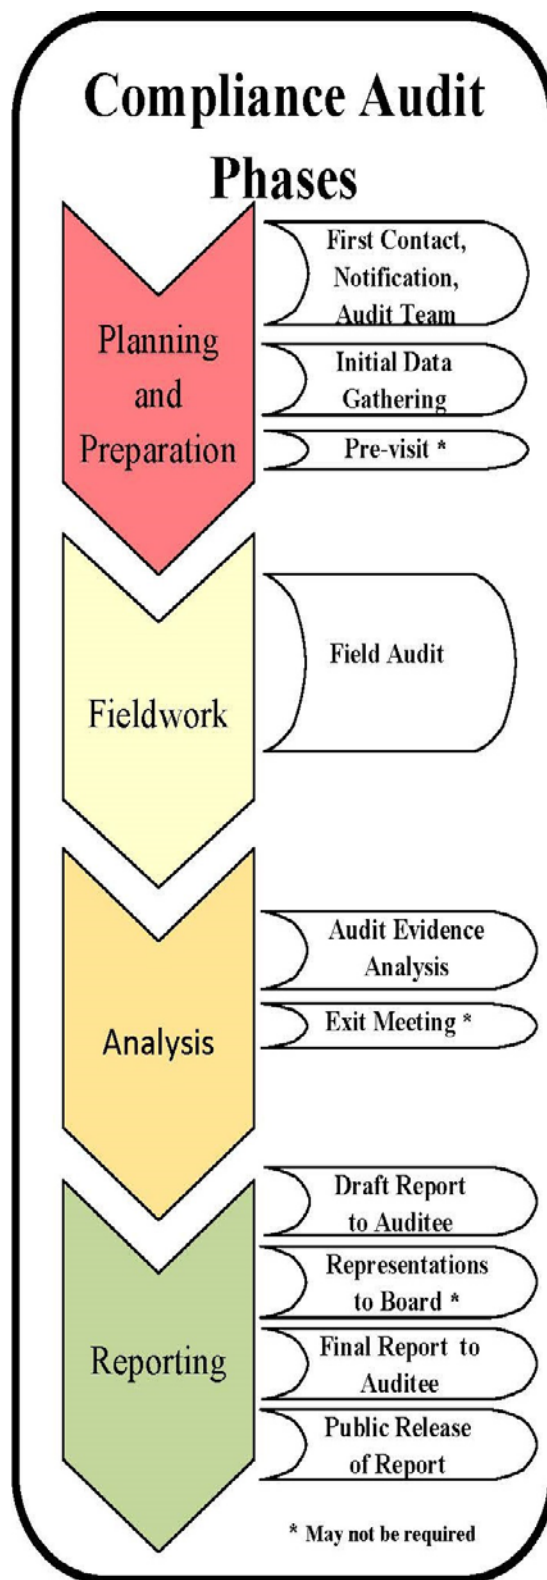 Compliance Audit
Phases
Planning
and
Preparation
First Contact,
Notification,
Audit Team
Initial Data
Gathering
Pre-visit *
Fieldwork
Field Audit
Analysis
Audit Evidence
Analysis
Exit Meeting *
Reporting
Draft Report
to Auditee
Representations
to Board *
Final Report to
Auditee
Public Release
of Report
* May not be required